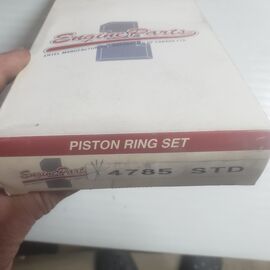 Engine Parts
PISTON RING SET
Engine Parts
4785 STD